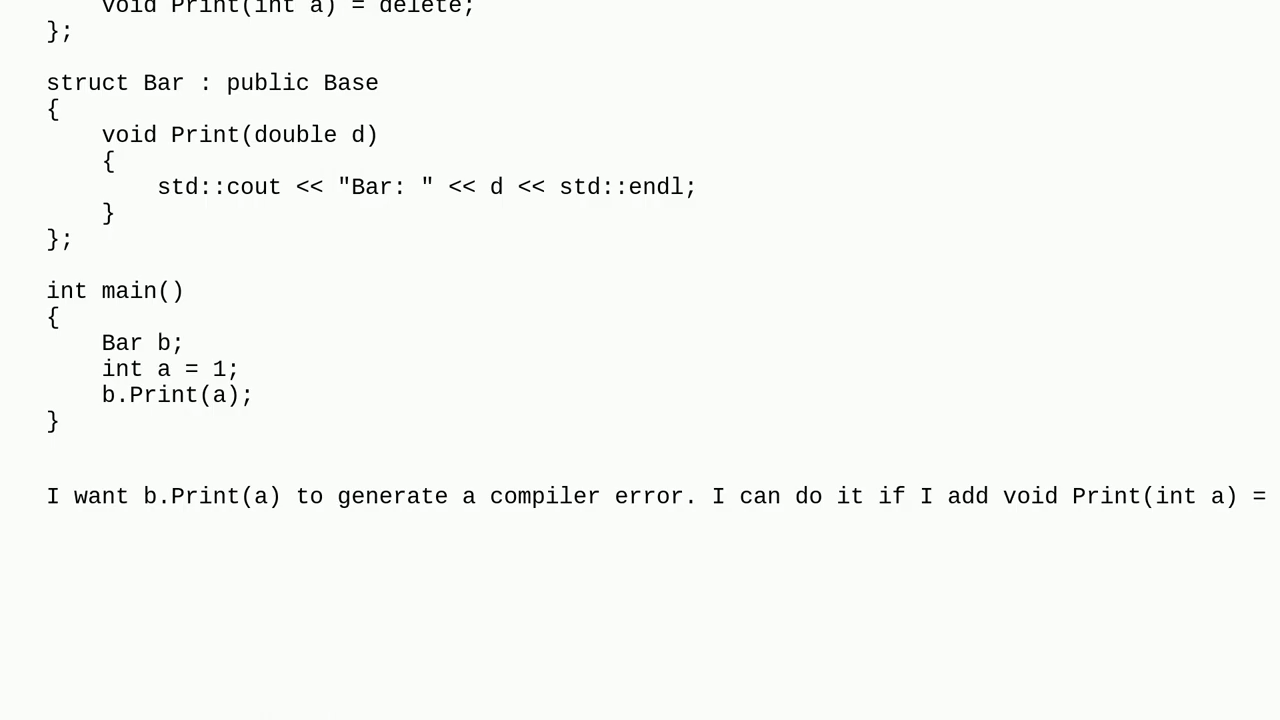 void Print(int a) = delete;
};

struct Bar : public Base
{
    void Print(double d)
    {
        std::cout << "Bar: " << d << std::endl;
    }
};

int main()
{
    Bar b;
    int a = 1;
    b.Print(a);
}

I want b.Print(a) to generate a compiler error. I can do it if I add void Print(int a) =